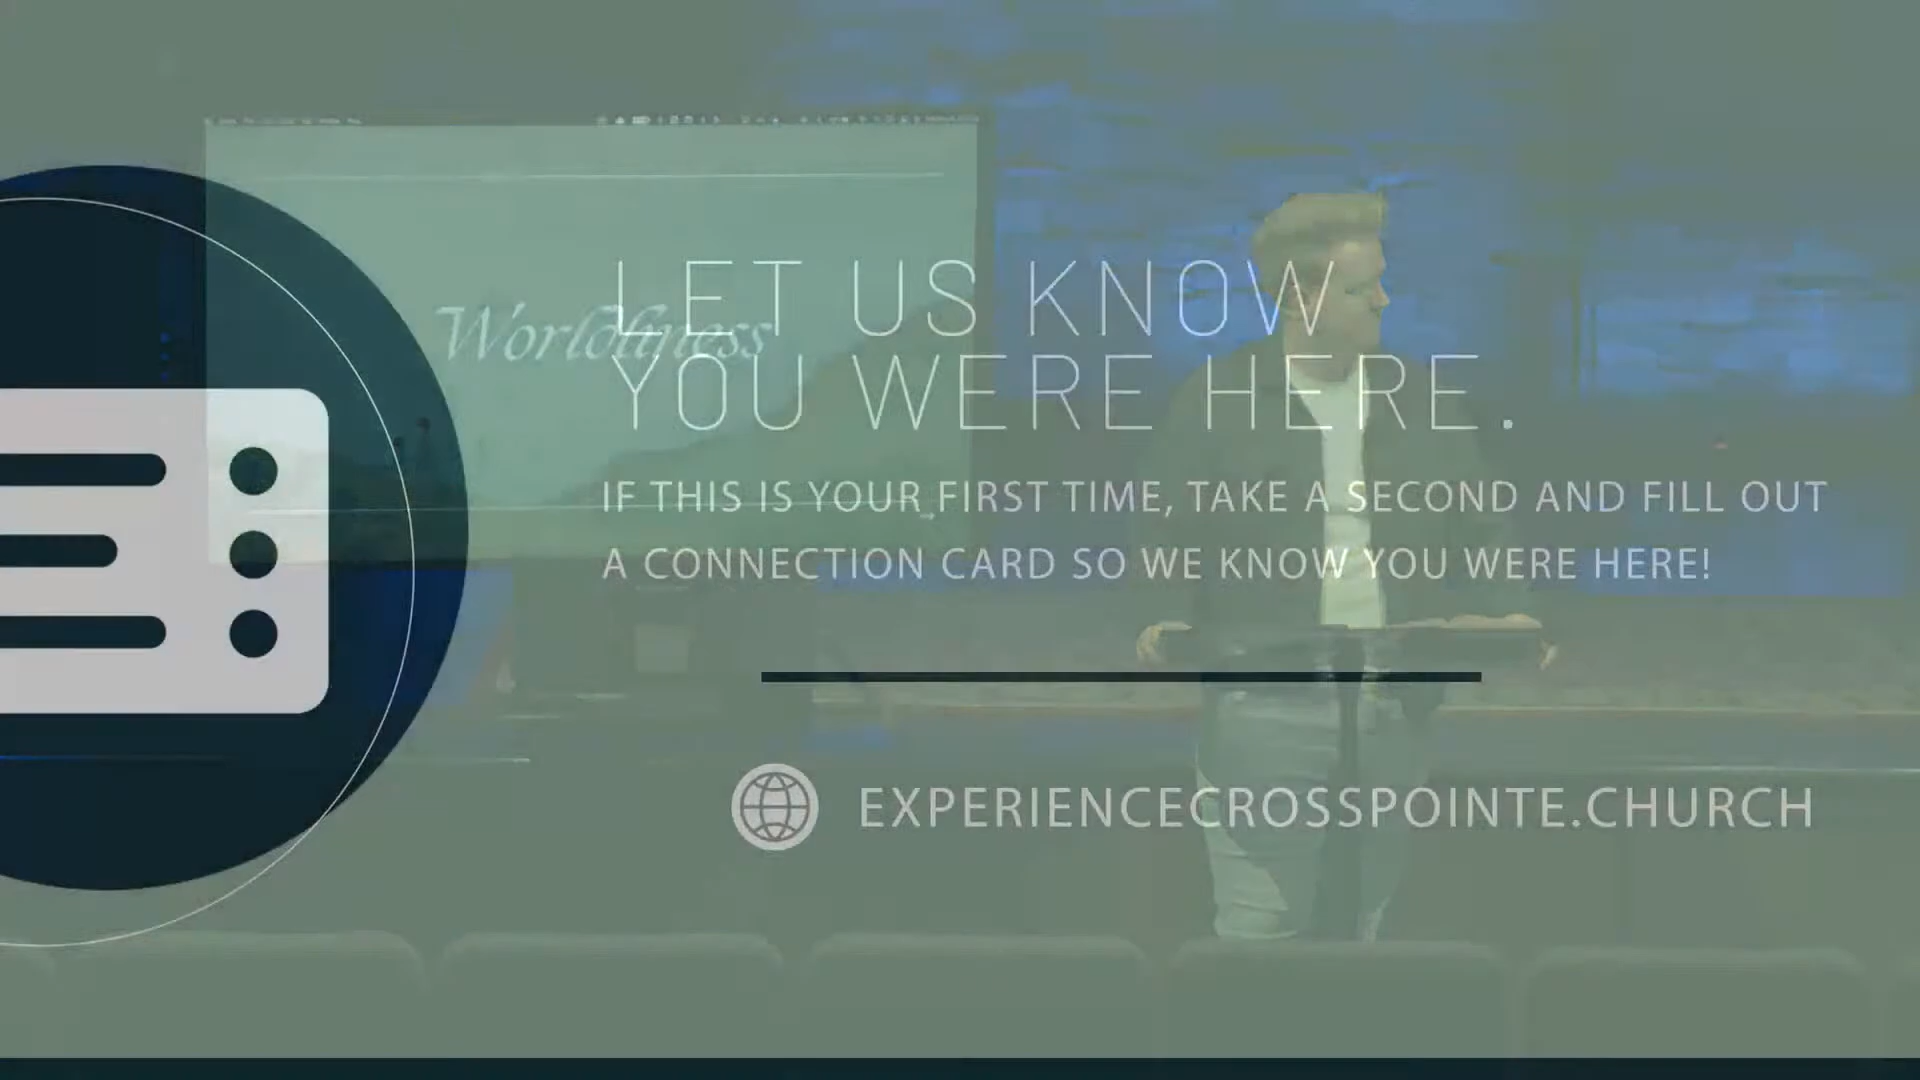 Worldliness
LET US KNOW
YOU WERE HERE.
IF THIS IS YOUR FIRST TIME, TAKE A SECOND AND FILL OUT
A CONNECTION CARD SO WE KNOW YOU WERE HERE!
EXPERIENCECROSSPOINTE.CHURCH